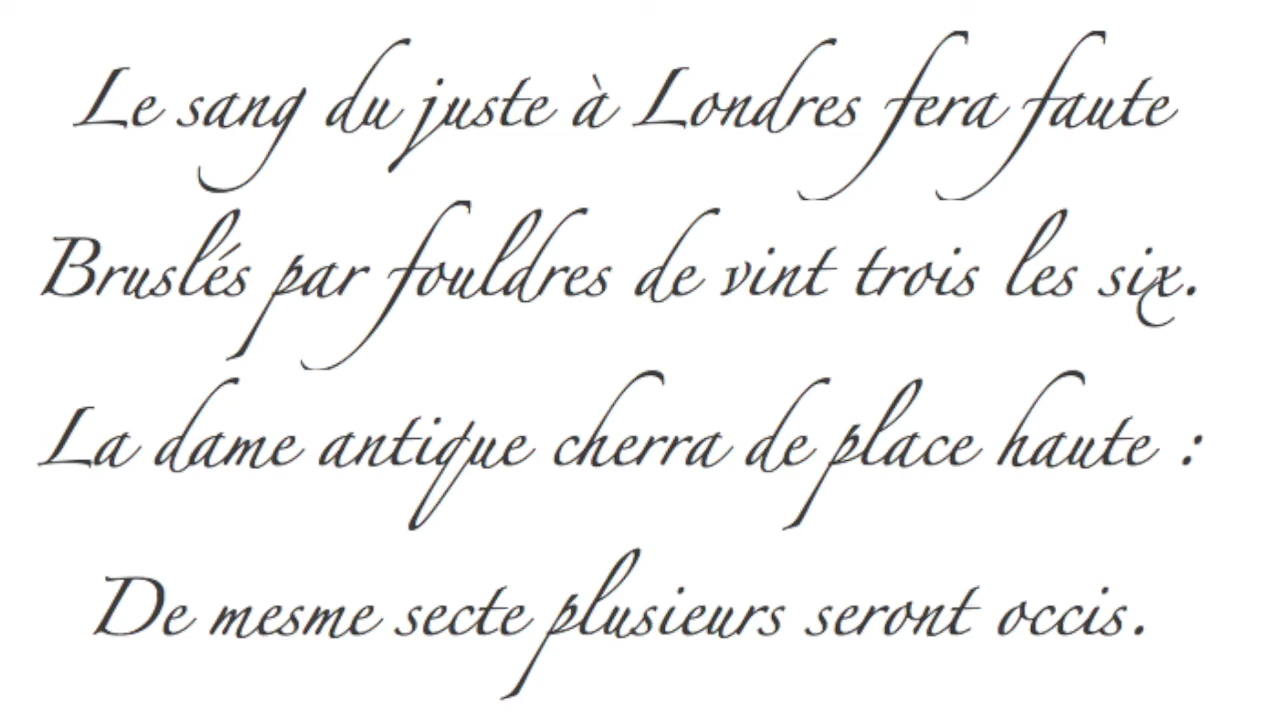 Le sang du juste à Londres fera faute
Bruslés par fouldres de vint trois les six.
La dame antique cherra de place haute :
De mesme secte plusieurs seront occis.